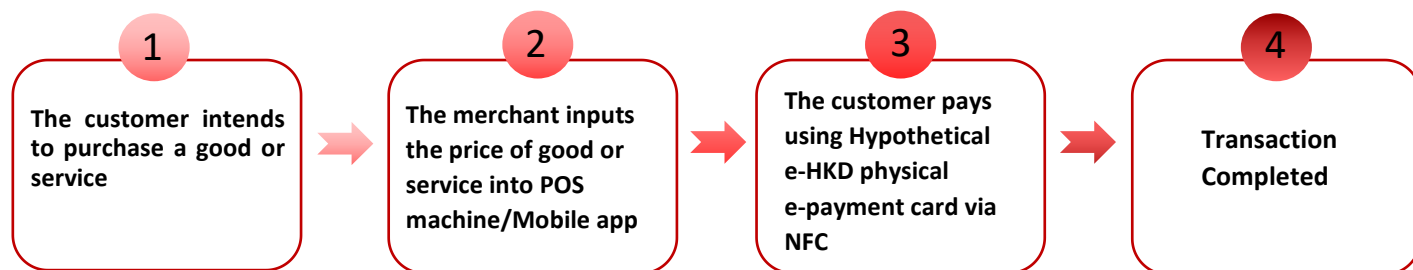 1
The customer intends
to purchase a good or
service
2
The merchant inputs
the price of good or
service into POS
machine/Mobile app
3
The customer pays
using Hypothetical
e-HKD physical
e-payment card via
NFC
4
Transaction
Completed